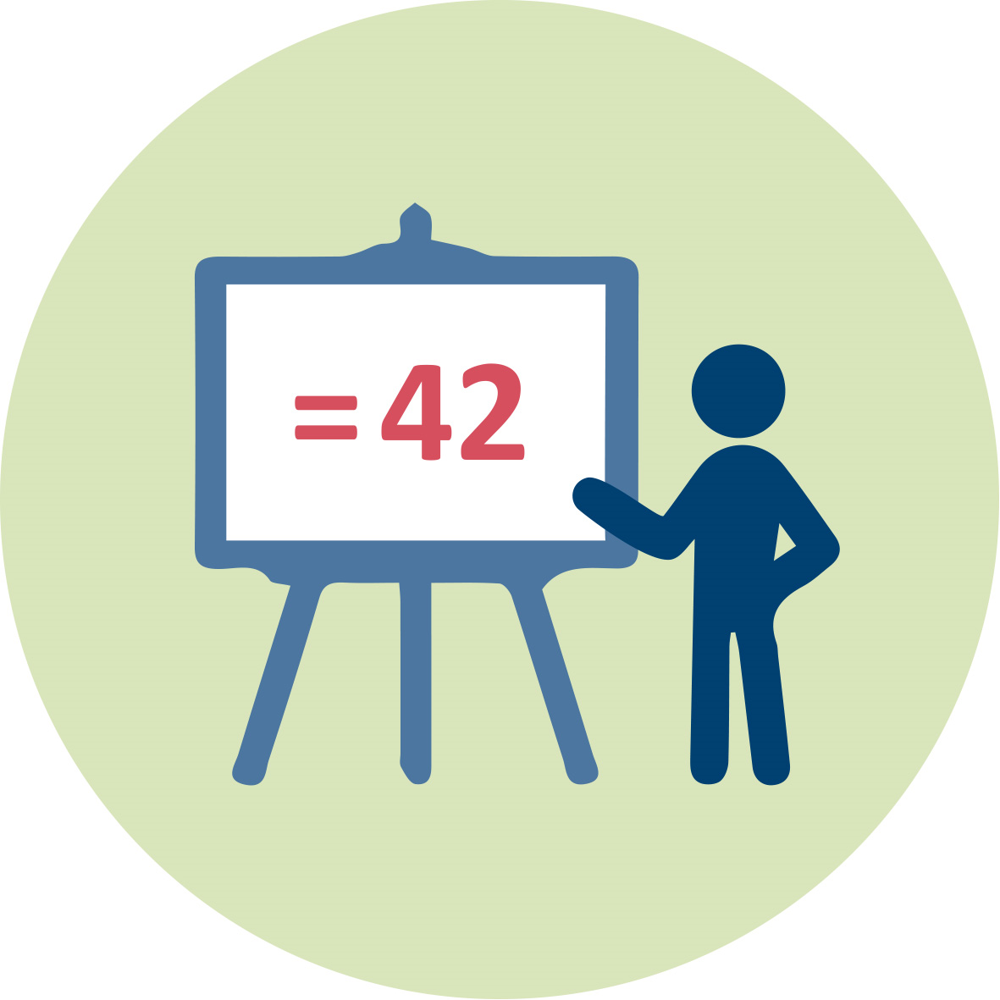 = 42